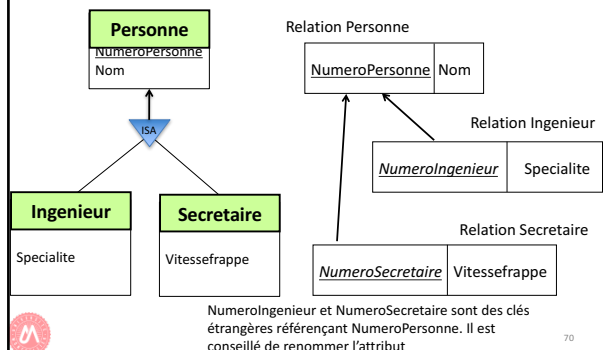 Personne
NumeroPersonne
Nom
ISA
Ingenieur
Specialite
Secretaire
Vitessefrappe
Relation Personne
NumeroPersonne Nom
Relation Ingenieur
NumeroIngenieur Specialite
Relation Secretaire
NumeroSecretaire Vitessefrappe
NumeroIngenieur et NumeroSecretaire sont des clés
étrangères référençant NumeroPersonne. Il est
conseillé de renommer l’attribut
70